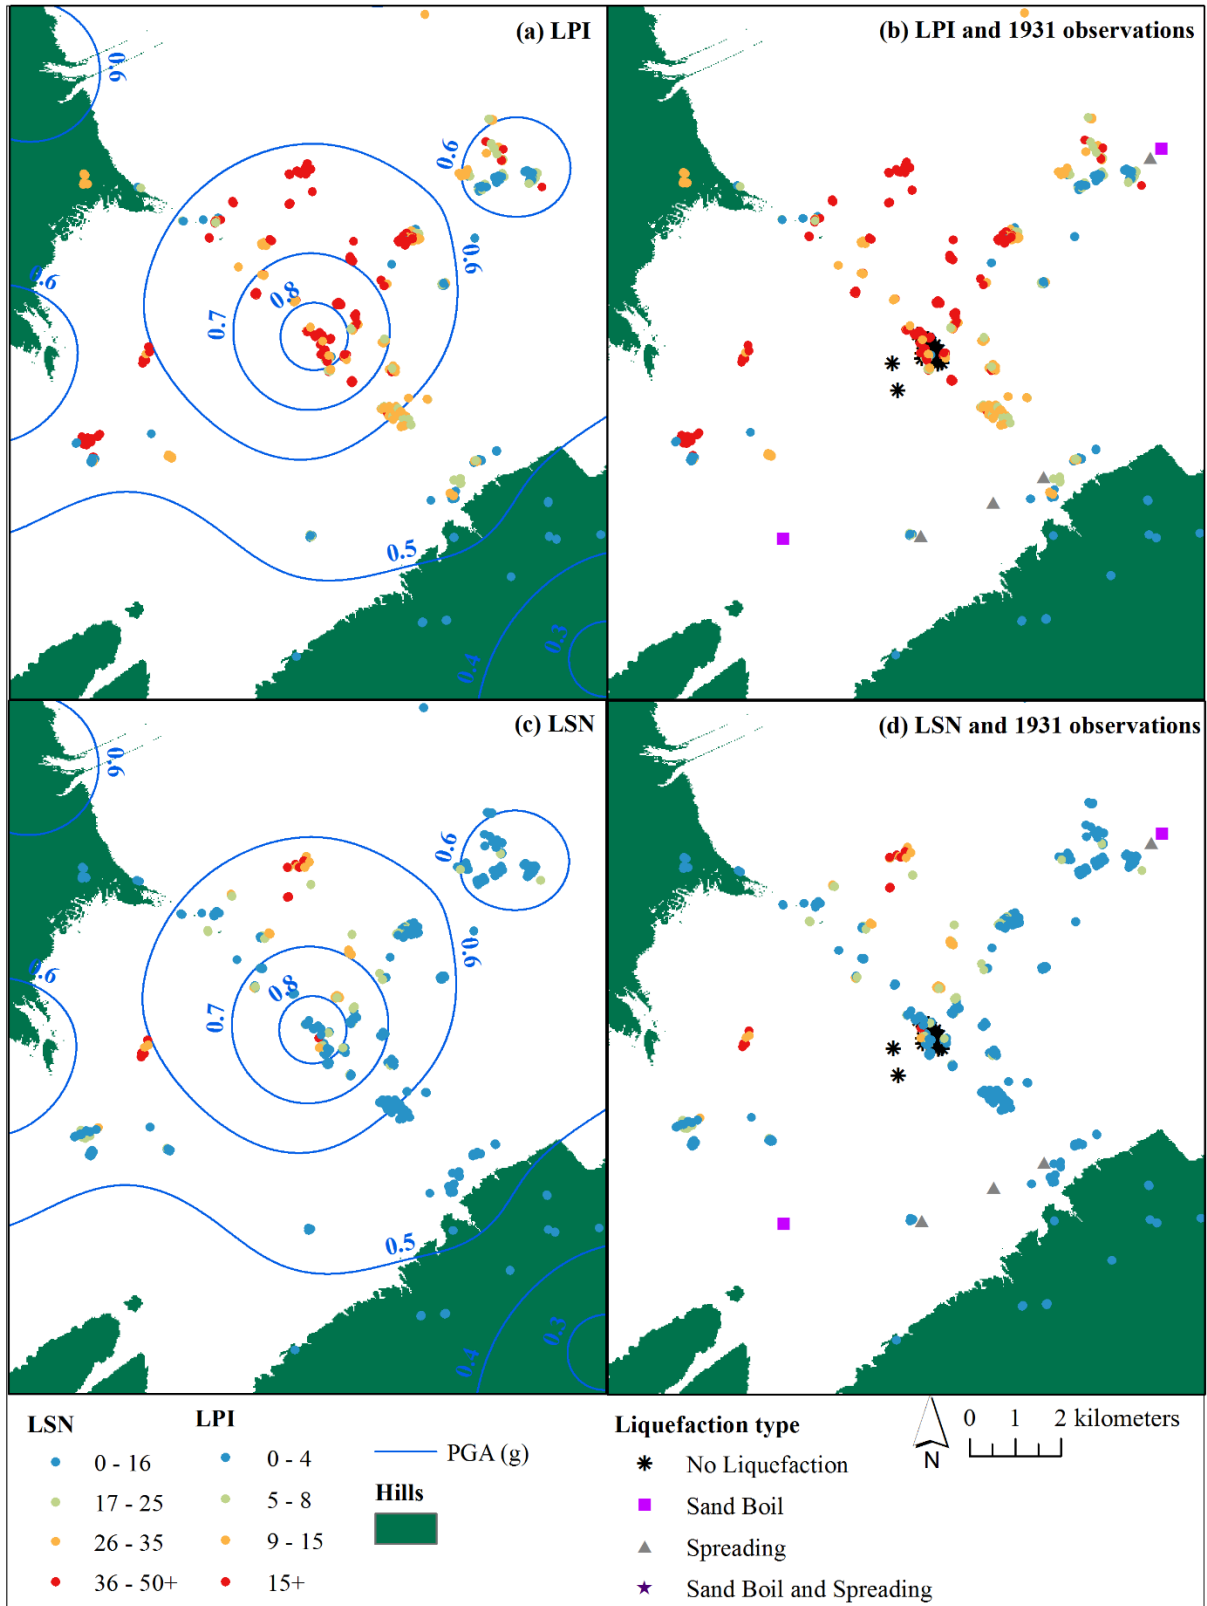 (a) LPI
(b) LPI and 1931 observations
0.6
0.6
0.6
0.6
0.8
0.7
0.5
0.4
0.3
(c) LSN
(d) LSN and 1931 observations
0.6
0.6
0.6
0.6
0.8
0.7
0.5
0.4
0.3
LSN
0 - 16
17 - 25
26 - 35
36 - 50+
LPI
0 - 4
5 - 8
9 - 15
15+
PGA (g)
Hills
Liquefaction type
No Liquefaction
Sand Boil
Spreading
Sand Boil and Spreading
N
0 1 2 kilometers